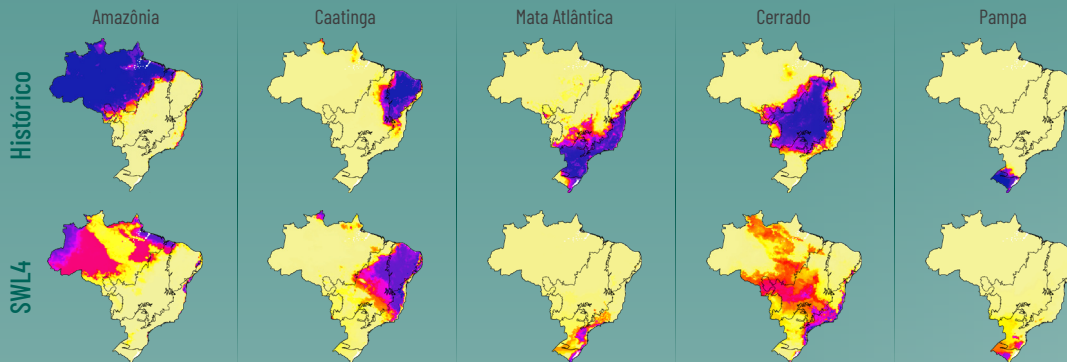 Amazônia
Caatinga
Mata Atlântica
Cerrado
Pampa
Histórico
SWL4